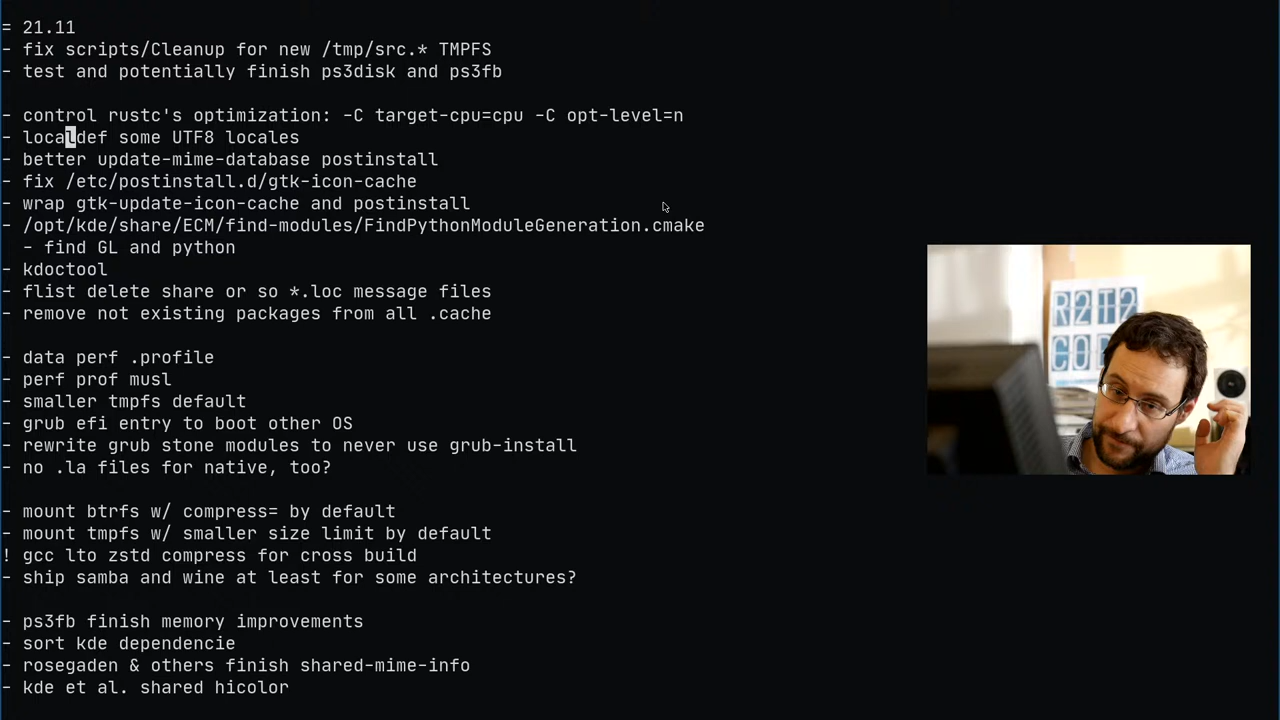 = 21.11
- fix scripts/Cleanup for new /tmp/src.* TMPFS
- test and potentially finish ps3disk and ps3fb
- control rustc's optimization: -C target-cpu=cpu -C opt-level=n
- localdef some UTF8 locales
- better update-mime-database postinstall
- fix /etc/postinstall.d/gtk-icon-cache
- wrap gtk-update-icon-cache and postinstall
- /opt/kde/share/ECM/find-modules/FindPythonModuleGeneration.cmake
- find GL and python
- kdoctool
- flist delete share or so *.loc message files
- remove not existing packages from all .cache
- data perf .profile
- perf prof musl
- smaller tmpfs default
- grub efi entry to boot other OS
- rewrite grub stone modules to never use grub-install
- no .la files for native, too?
- mount btrfs w/ compress= by default
- mount tmpfs w/ smaller size limit by default
! gcc lto zstd compress for cross build
- ship samba and wine at least for some architectures?
- ps3fb finish memory improvements
- sort kde dependencie
- rosegaden & others finish shared-mime-info
- kde et al. shared hicolor
R2T2